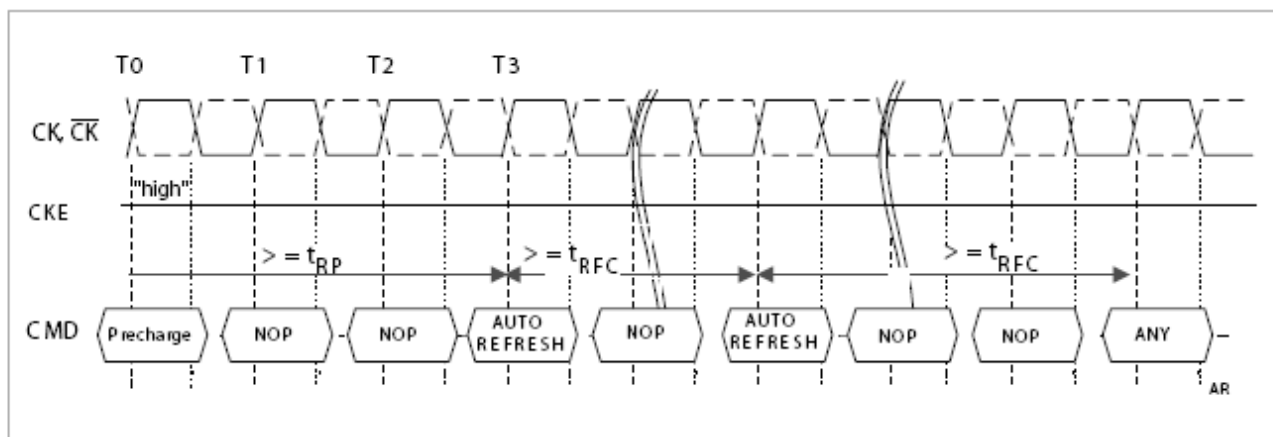 T0 T1 T2 T3
CK, C̅K̅
"high"
CKE
> = tRP > = tRFC > = tRFC
CMD Precharge NOP NOP AUTO REFRESH NOP AUTO REFRESH NOP NOP ANY
AR